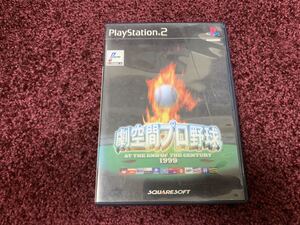 PlayStation.2
劇空間プロ野球
AT THE END OF THE CENTURY
1999
SQUARESOFT